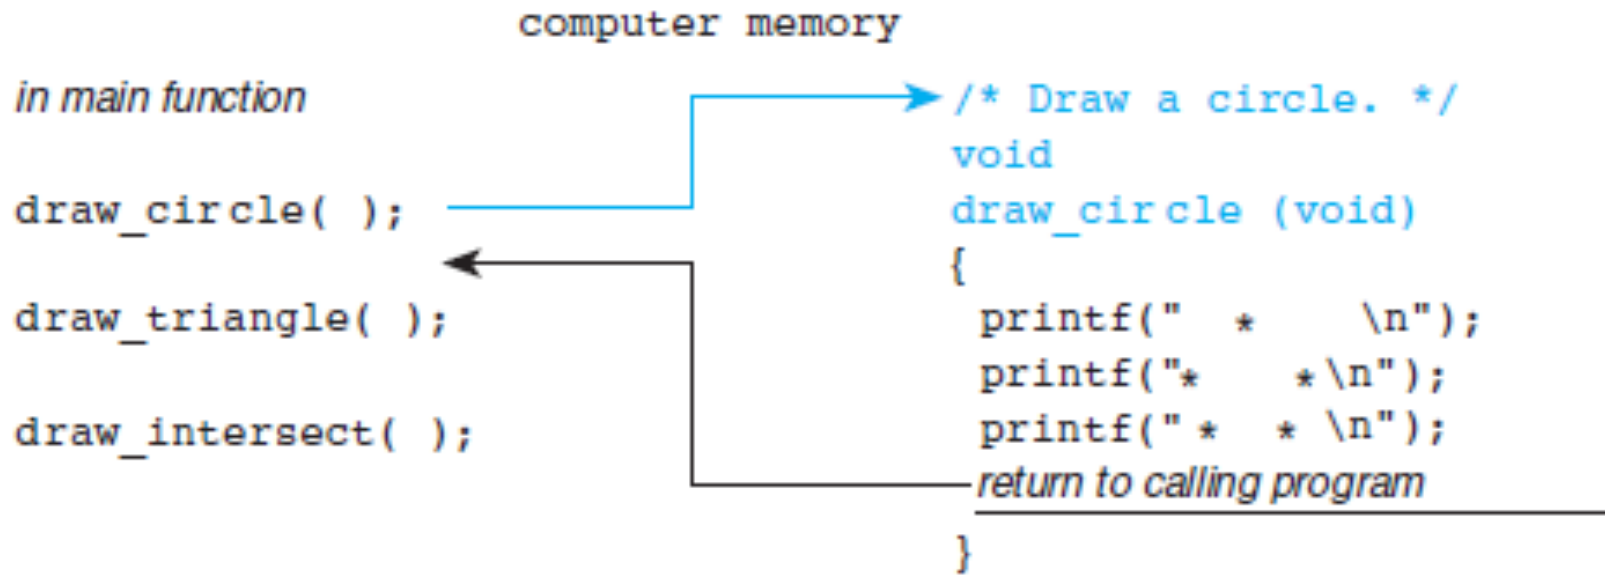 computer memory
in main function
draw_circle( );
draw_triangle( );
draw_intersect( );
/* Draw a circle. */
void
draw_circle (void)
{
printf("  *    \n");
printf("*    *\n");
printf(" *  * \n");
return to calling program
}